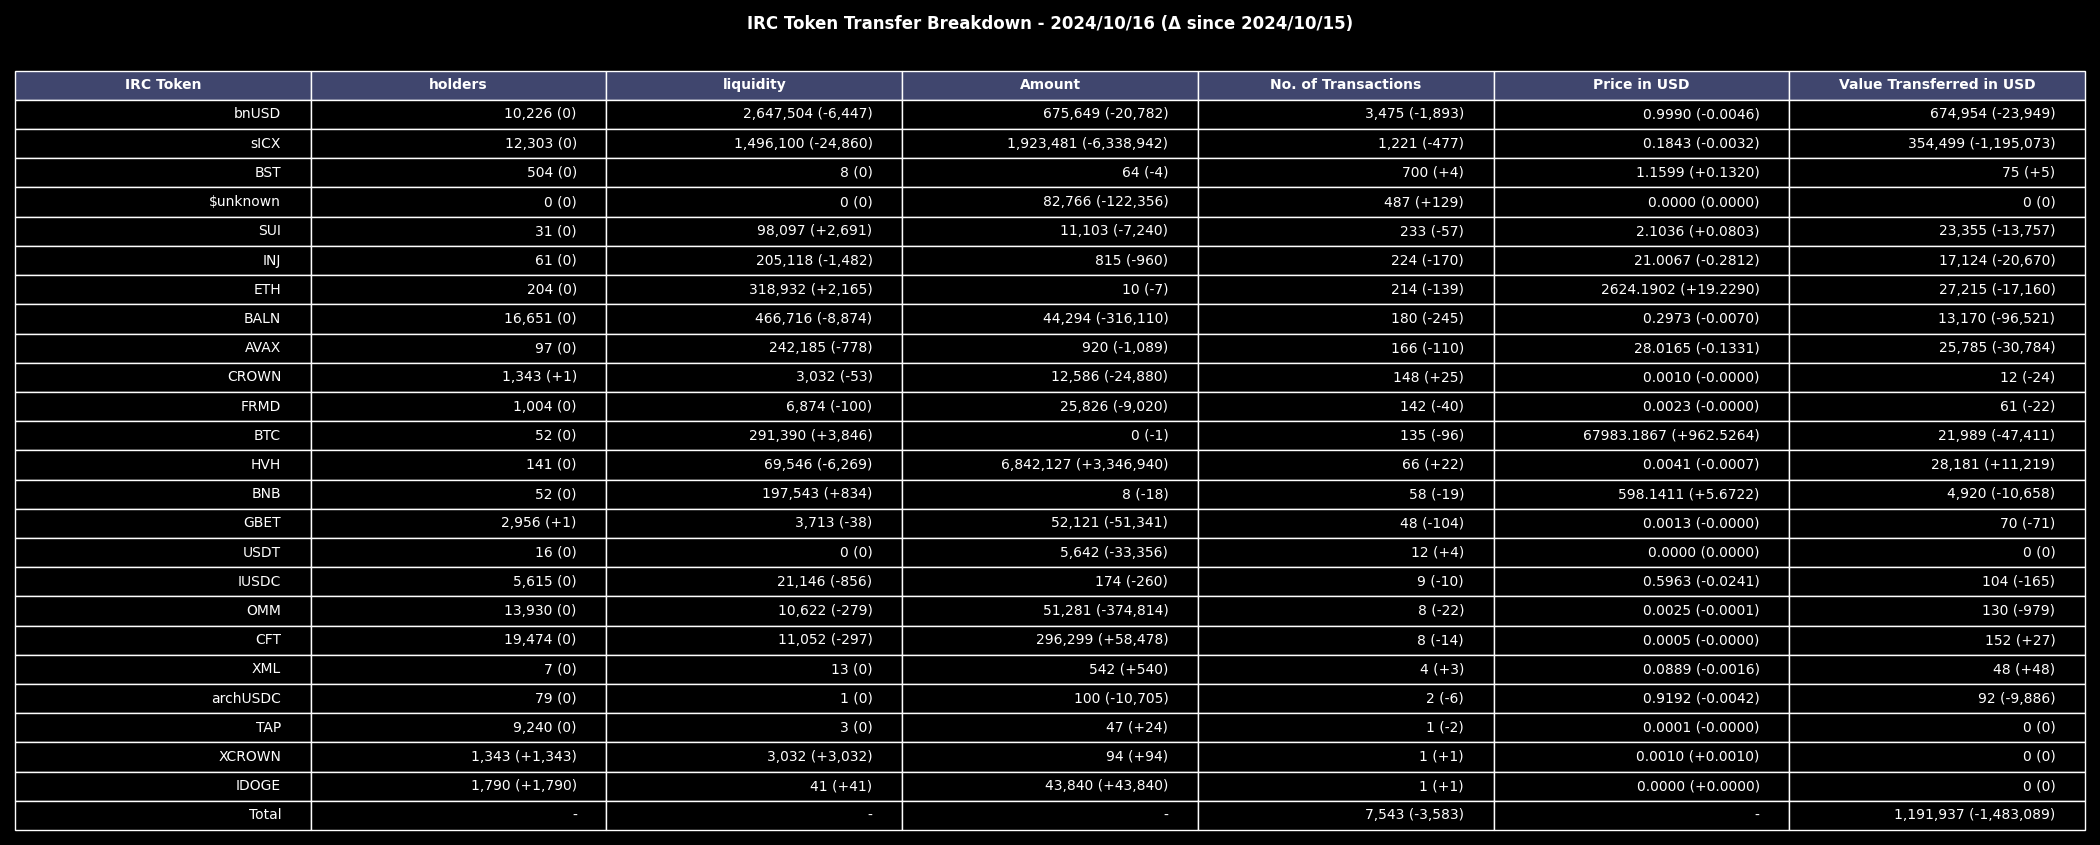 IRC Token Transfer Breakdown - 2024/10/16 (Δ since 2024/10/15)
IRC Token holders liquidity Amount No. of Transactions Price in USD Value Transferred in USD
bnUSD 10,226 (0) 2,647,504 (-6,447) 675,649 (-20,782) 3,475 (-1,893) 0.9990 (-0.0046) 674,954 (-23,949)
sICX 12,303 (0) 1,496,100 (-24,860) 1,923,481 (-6,338,942) 1,221 (-477) 0.1843 (-0.0032) 354,499 (-1,195,073)
BST 504 (0) 8 (0) 64 (-4) 700 (+4) 1.1599 (+0.1320) 75 (+5)
$unknown 0 (0) 0 (0) 82,766 (-122,356) 487 (+129) 0.0000 (0.0000) 0 (0)
SUI 31 (0) 98,097 (+2,691) 11,103 (-7,240) 233 (-57) 2.1036 (+0.0803) 23,355 (-13,757)
INJ 61 (0) 205,118 (-1,482) 815 (-960) 224 (-170) 21.0067 (-0.2812) 17,124 (-20,670)
ETH 204 (0) 318,932 (+2,165) 10 (-7) 214 (-139) 2624.1902 (+19.2290) 27,215 (-17,160)
BALN 16,651 (0) 466,716 (-8,874) 44,294 (-316,110) 180 (-245) 0.2973 (-0.0070) 13,170 (-96,521)
AVAX 97 (0) 242,185 (-778) 920 (-1,089) 166 (-110) 28.0165 (-0.1331) 25,785 (-30,784)
CROWN 1,343 (+1) 3,032 (-53) 12,586 (-24,880) 148 (+25) 0.0010 (-0.0000) 12 (-24)
FRMD 1,004 (0) 6,874 (-100) 25,826 (-9,020) 142 (-40) 0.0023 (-0.0000) 61 (-22)
BTC 52 (0) 291,390 (+3,846) 0 (-1) 135 (-96) 67983.1867 (+962.5264) 21,989 (-47,411)
HVH 141 (0) 69,546 (-6,269) 6,842,127 (+3,346,940) 66 (+22) 0.0041 (-0.0007) 28,181 (+11,219)
BNB 52 (0) 197,543 (+834) 8 (-18) 58 (-19) 598.1411 (+5.6722) 4,920 (-10,658)
GBET 2,956 (+1) 3,713 (-38) 52,121 (-51,341) 48 (-104) 0.0013 (-0.0000) 70 (-71)
USDT 16 (0) 0 (0) 5,642 (-33,356) 12 (+4) 0.0000 (0.0000) 0 (0)
IUSDC 5,615 (0) 21,146 (-856) 174 (-260) 9 (-10) 0.5963 (-0.0241) 104 (-165)
OMM 13,930 (0) 10,622 (-279) 51,281 (-374,814) 8 (-22) 0.0025 (-0.0001) 130 (-979)
CFT 19,474 (0) 11,052 (-297) 296,299 (+58,478) 8 (-14) 0.0005 (-0.0000) 152 (+27)
XML 7 (0) 13 (0) 542 (+540) 4 (+3) 0.0889 (-0.0016) 48 (+48)
archUSDC 79 (0) 1 (0) 100 (-10,705) 2 (-6) 0.9192 (-0.0042) 92 (-9,886)
TAP 9,240 (0) 3 (0) 47 (+24) 1 (-2) 0.0001 (-0.0000) 0 (0)
XCROWN 1,343 (+1,343) 3,032 (+3,032) 94 (+94) 1 (+1) 0.0010 (+0.0010) 0 (0)
IDOGE 1,790 (+1,790) 41 (+41) 43,840 (+43,840) 1 (+1) 0.0000 (+0.0000) 0 (0)
Total - - - 7,543 (-3,583) - 1,191,937 (-1,483,089)